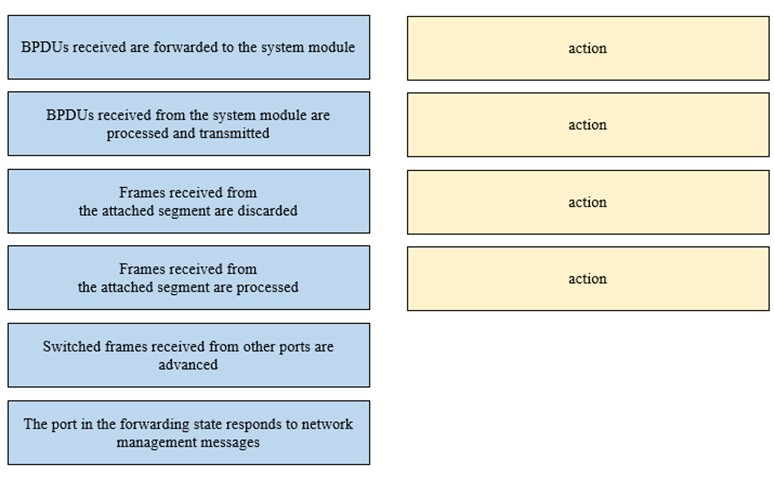 BPDUs received are forwarded to the system module
action
BPDUs received from the system module are
processed and transmitted
action
Frames received from
the attached segment are discarded
action
Frames received from
the attached segment are processed
action
Switched frames received from other ports are
advanced
The port in the forwarding state responds to network
management messages